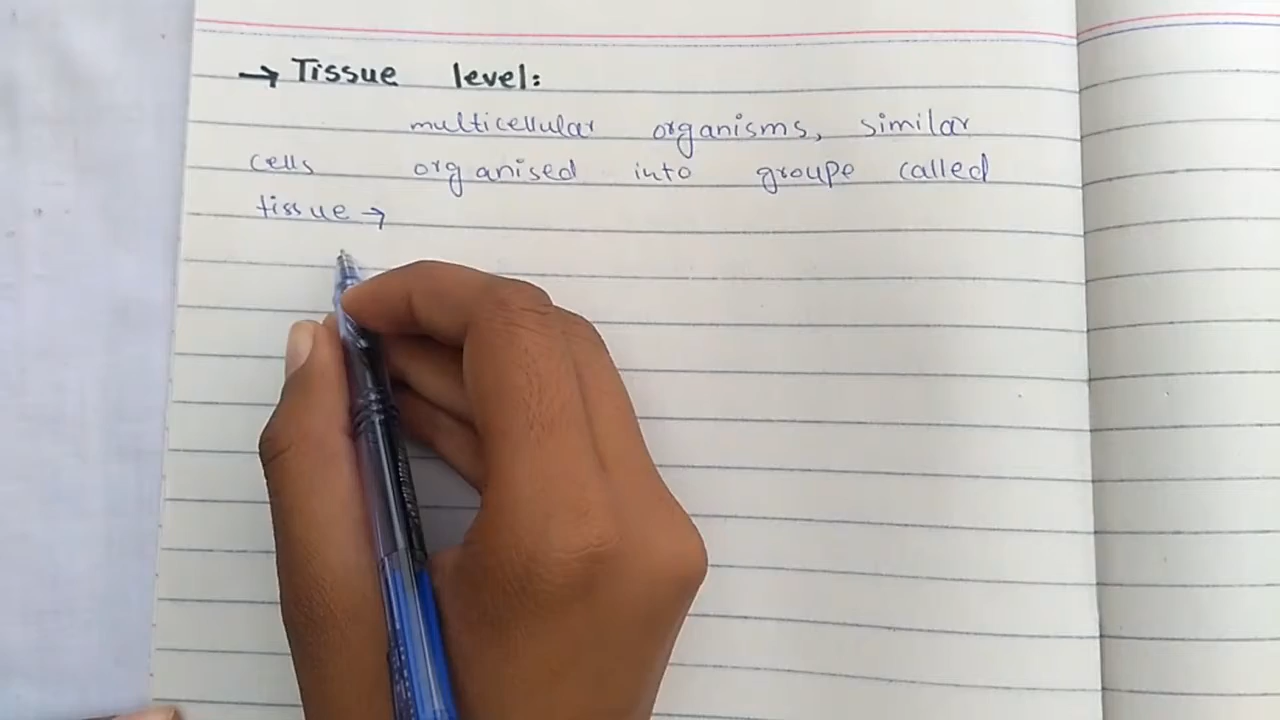 → Tissue level:
multicellular organisms, similar
cells organised into groupe called
tissue →